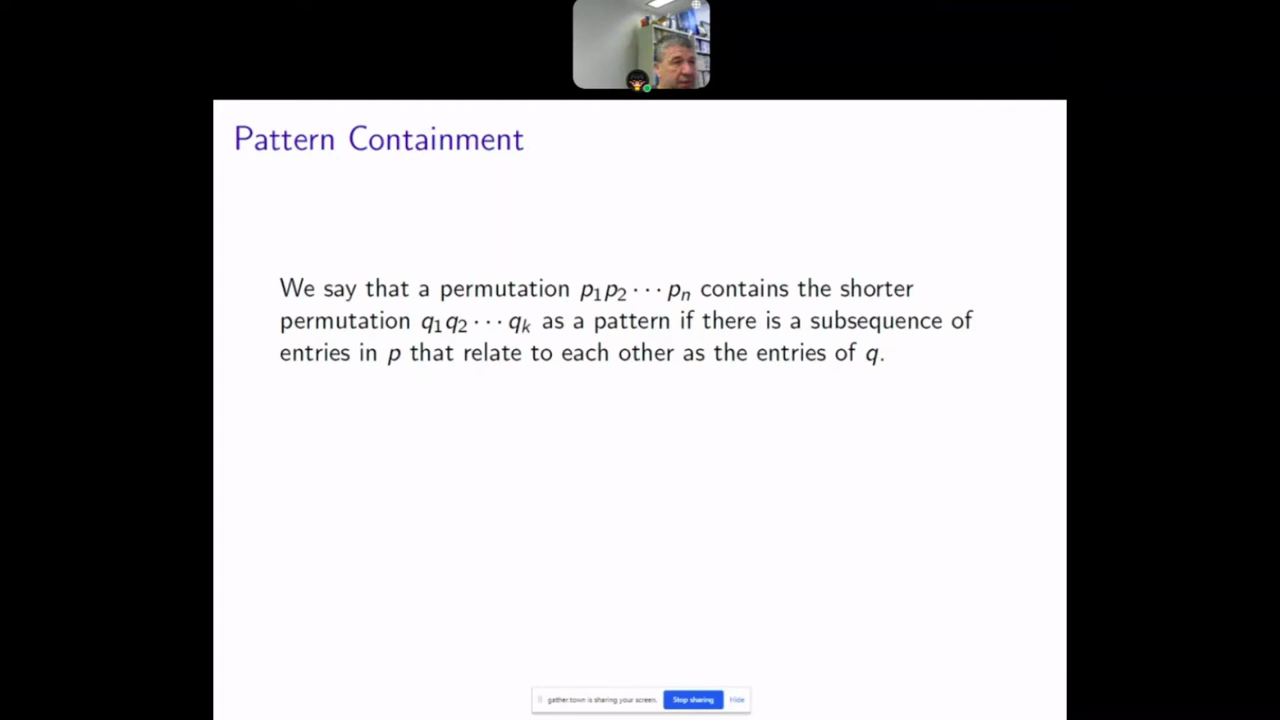 Pattern Containment
We say that a permutation p₁p₂ ··· pₙ contains the shorter
permutation q₁q₂ ··· qₖ as a pattern if there is a subsequence of
entries in p that relate to each other as the entries of q.
gather.town is sharing your screen. Stop sharing Hide